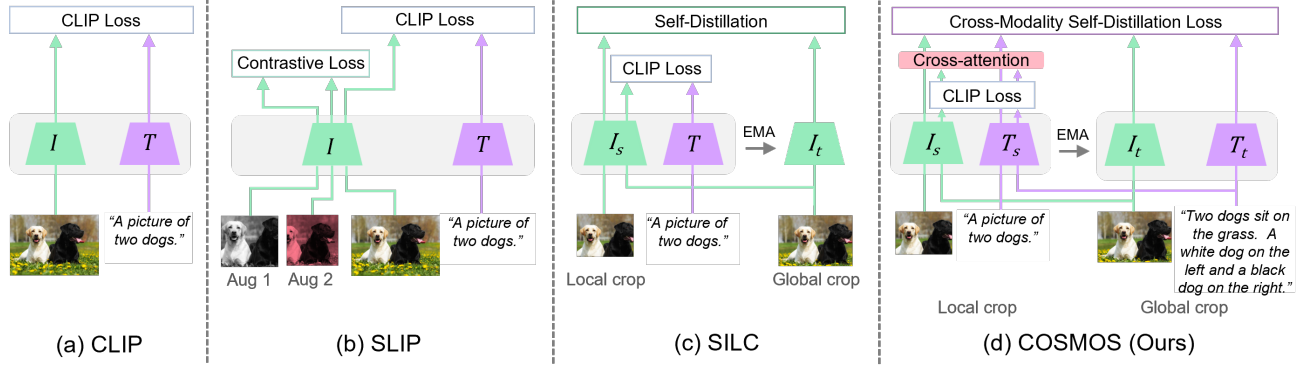 CLIP Loss
I
T
"A picture of
two dogs."
(a) CLIP
CLIP Loss
Contrastive Loss
I
T
"A picture of
two dogs."
Aug 1
Aug 2
(b) SLIP
Self-Distillation
CLIP Loss
I_s
T
EMA
I_t
"A picture of
two dogs."
Local crop
Global crop
(c) SILC
Cross-Modality Self-Distillation Loss
Cross-attention
CLIP Loss
I_s
T_s
EMA
I_t
T_t
"A picture of
two dogs."
"Two dogs sit on
the grass. A
white dog on the
left and a black
dog on the right."
Local crop
Global crop
(d) COSMOS (Ours)